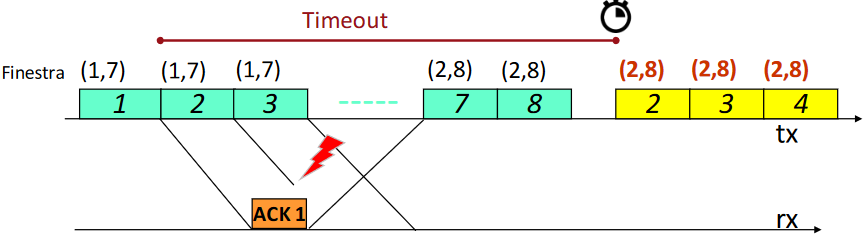 Timeout
Finestra (1,7) (1,7) (1,7) (2,8) (2,8) (2,8) (2,8) (2,8)
1 2 3 7 8 2 3 4
tx
ACK 1
rx